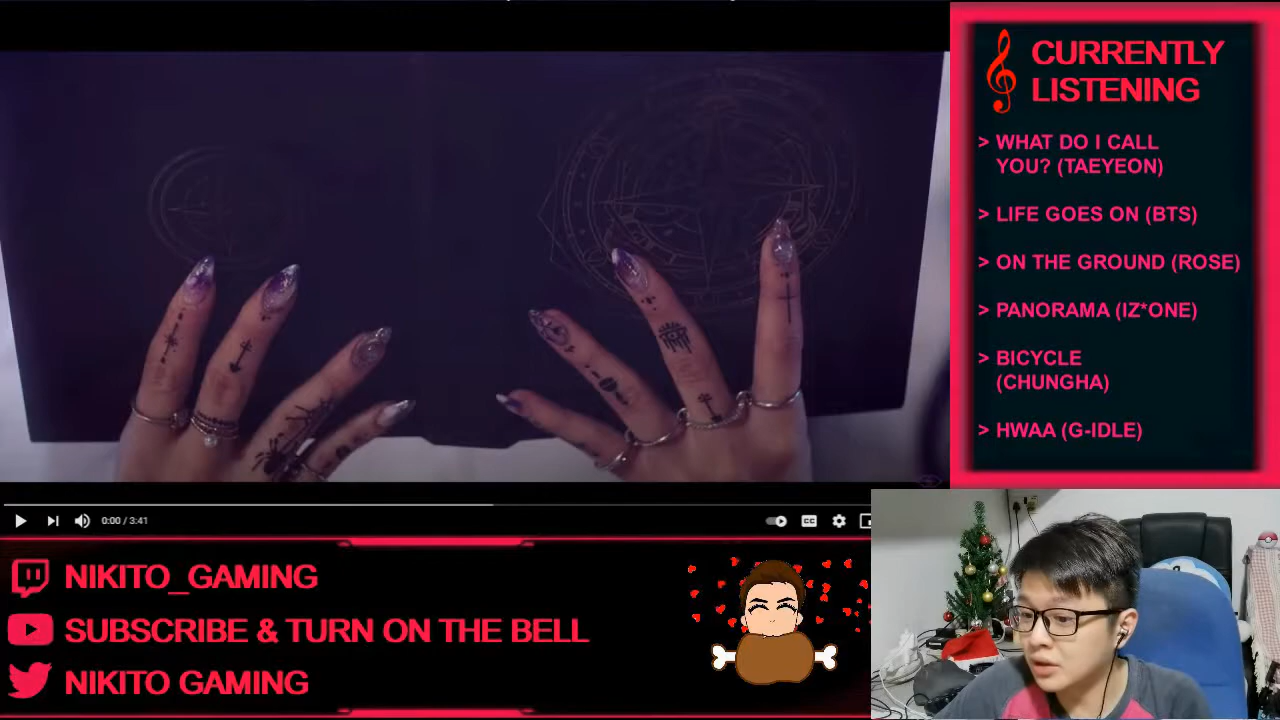 CURRENTLY
LISTENING
> WHAT DO I CALL
YOU? (TAEYEON)
> LIFE GOES ON (BTS)
> ON THE GROUND (ROSE)
> PANORAMA (IZ*ONE)
> BICYCLE
(CHUNGHA)
> HWAA (G-IDLE)
0:00 / 3:41
CC
NIKITO_GAMING
SUBSCRIBE & TURN ON THE BELL
NIKITO GAMING